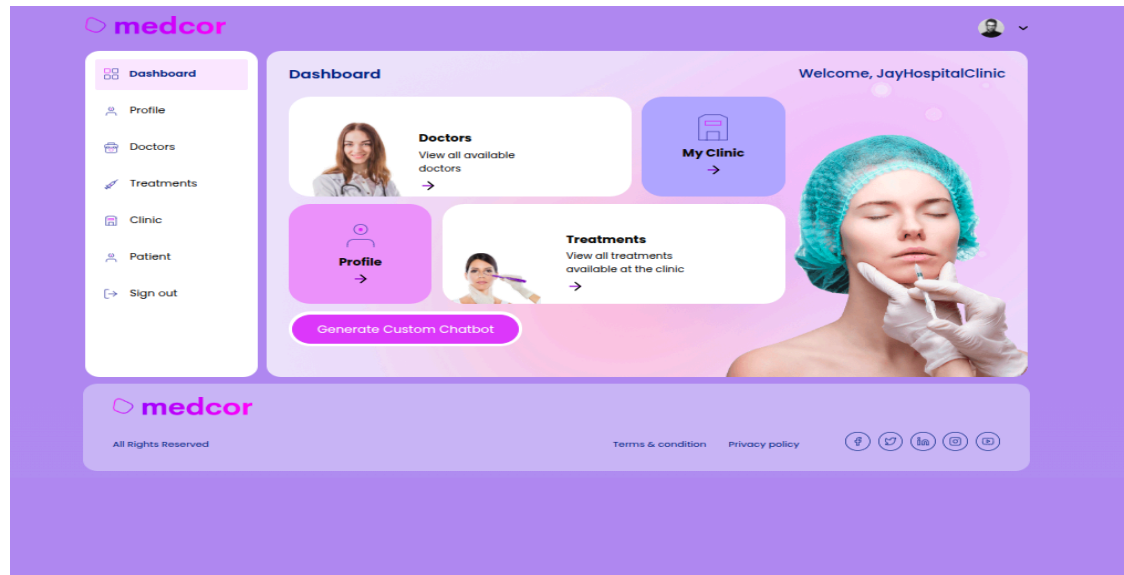 medcor
Dashboard
Profile
Doctors
Treatments
Clinic
Patient
Sign out
Dashboard
Welcome, JayHospitalClinic
Doctors
View all available
doctors
My Clinic
Profile
Treatments
View all treatments
available at the clinic
Generate Custom Chatbot
medcor
All Rights Reserved
Terms & condition
Privacy policy